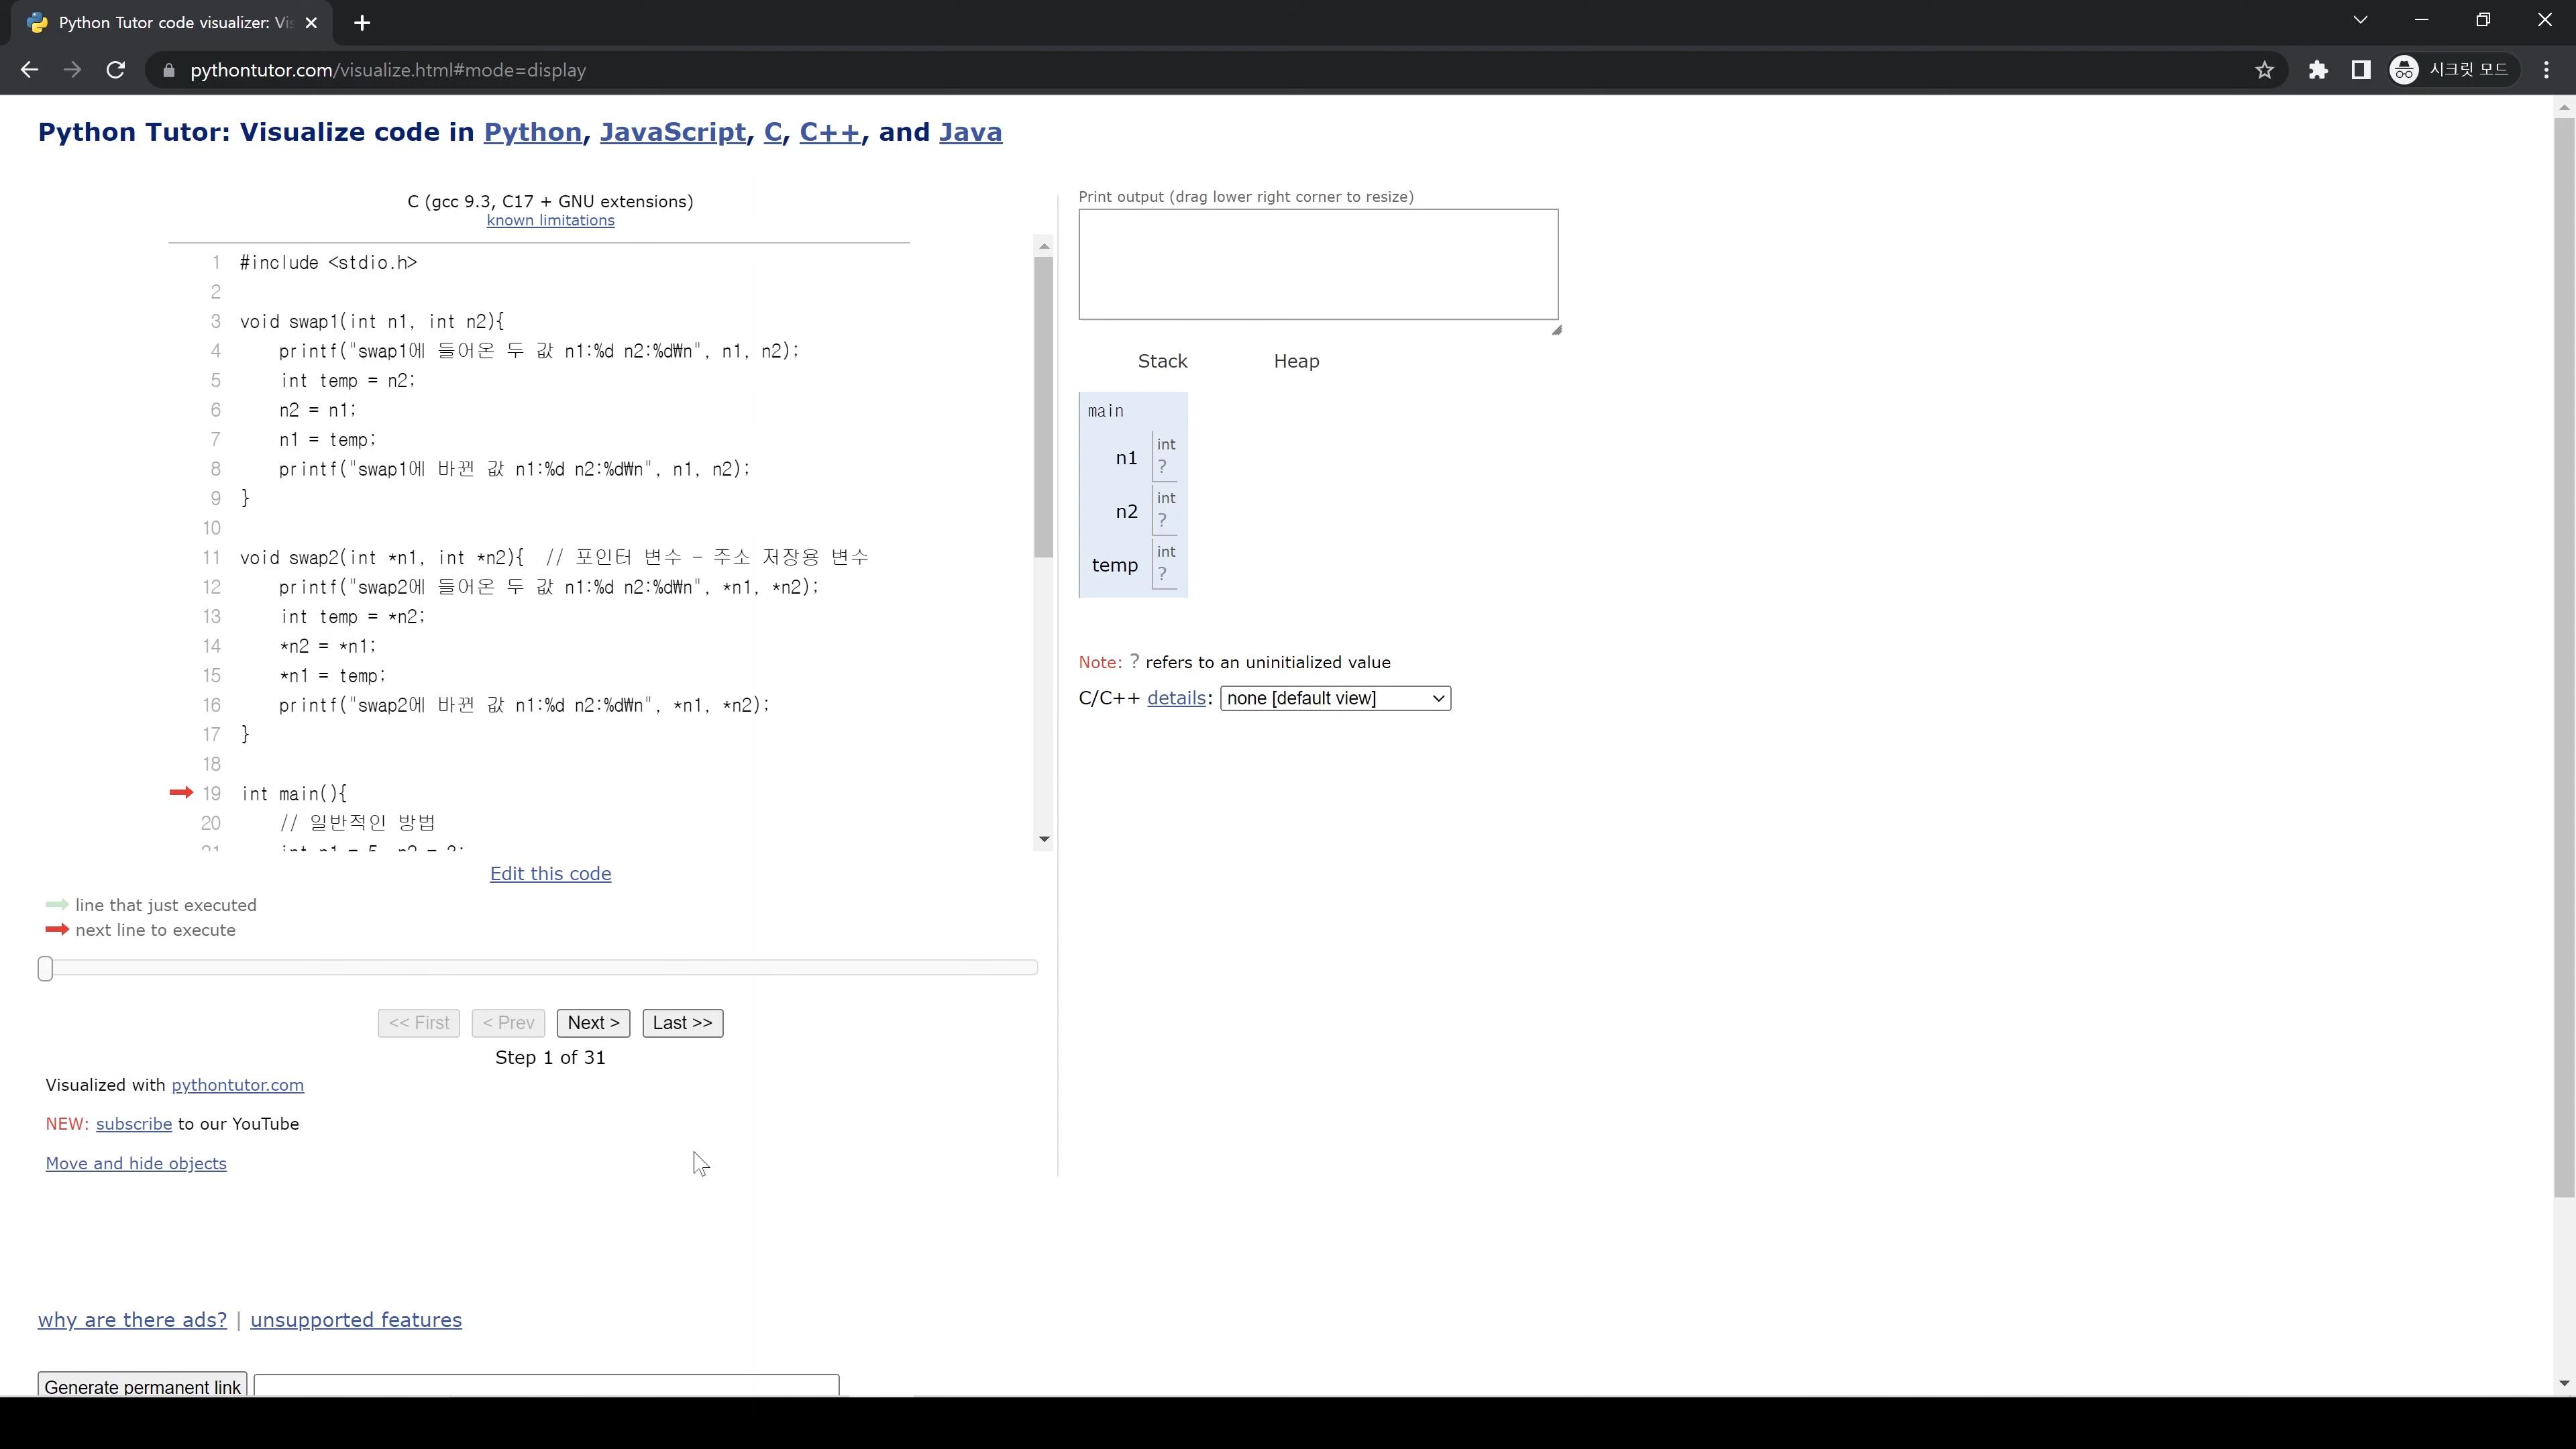 Python Tutor code visualizer: Vis
pythontutor.com/visualize.html#mode=display
시크릿 모드
Python Tutor: Visualize code in Python, JavaScript, C, C++, and Java
C (gcc 9.3, C17 + GNU extensions)
known limitations
1 #include <stdio.h>
2
3 void swap1(int n1, int n2){
4 printf("swap1에 들어온 두 값 n1:%d n2:%d₩n", n1, n2);
5 int temp = n2;
6 n2 = n1;
7 n1 = temp;
8 printf("swap1에 바뀐 값 n1:%d n2:%d₩n", n1, n2);
9 }
10
11 void swap2(int *n1, int *n2){ // 포인터 변수 - 주소 저장용 변수
12 printf("swap2에 들어온 두 값 n1:%d n2:%d₩n", *n1, *n2);
13 int temp = *n2;
14 *n2 = *n1;
15 *n1 = temp;
16 printf("swap2에 바뀐 값 n1:%d n2:%d₩n", *n1, *n2);
17 }
18
19 int main(){
20 // 일반적인 방법
Edit this code
line that just executed
next line to execute
<< First < Prev Next > Last >>
Step 1 of 31
Visualized with pythontutor.com
NEW: subscribe to our YouTube
Move and hide objects
Print output (drag lower right corner to resize)
Stack Heap
main
n1 int ?
n2 int ?
temp int ?
Note: ? refers to an uninitialized value
C/C++ details: none [default view]
why are there ads? | unsupported features
Generate permanent link